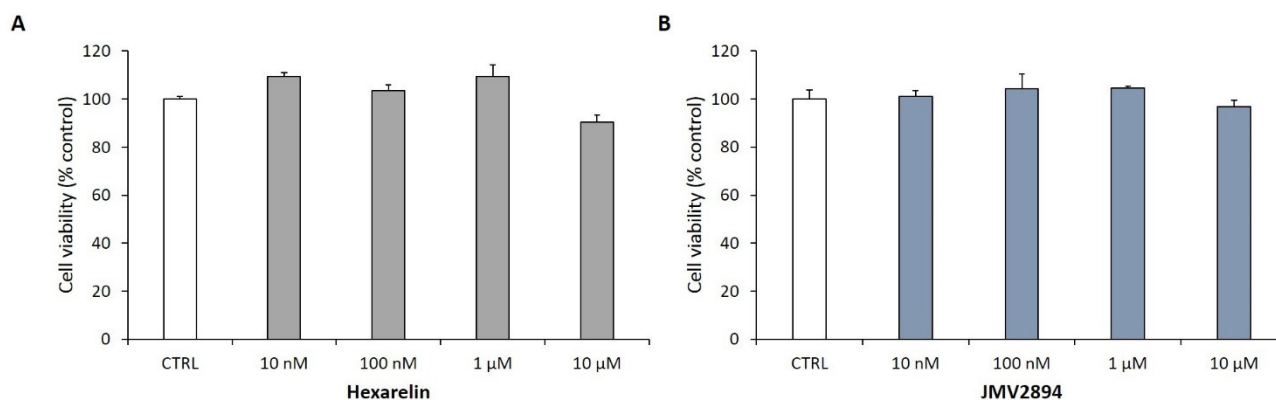 A
Cell viability (% control)
120
100
80
60
40
20
0
CTRL 10 nM 100 nM 1 µM 10 µM
Hexarelin
B
Cell viability (% control)
120
100
80
60
40
20
0
CTRL 10 nM 100 nM 1 µM 10 µM
JMV2894